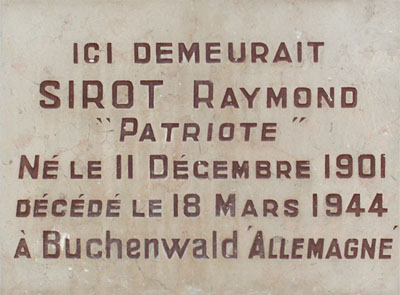 ICI DEMEURAIT
SIROT RAYMOND
"PATRIOTE"
NÉ LE 11 DÉCEMBRE 1901
DÉCÉDÉ LE 18 MARS 1944
À BUCHENWALD 'ALLEMAGNE'